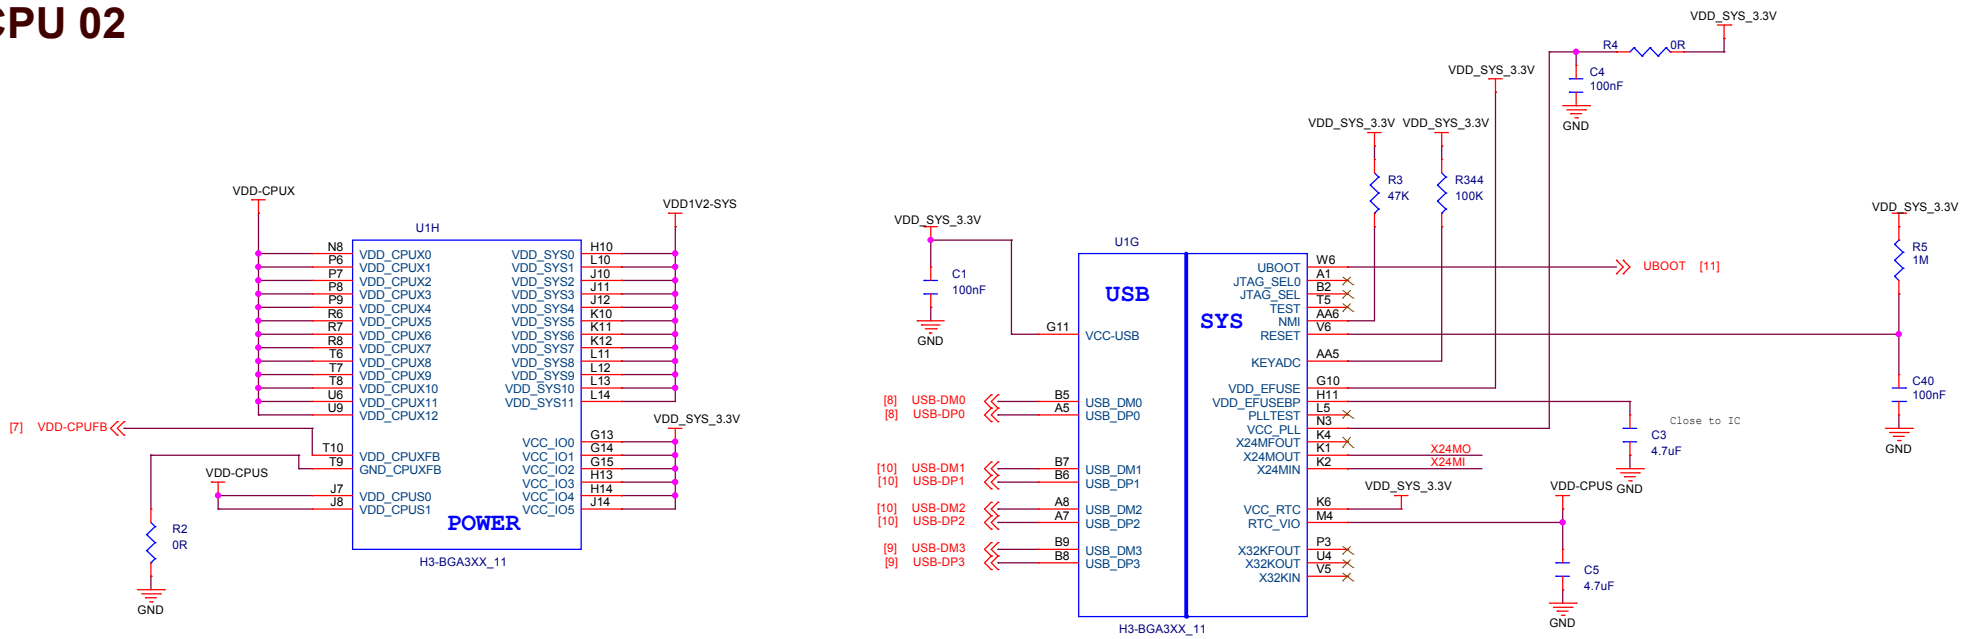 CPU 02
VDD-CPUX
VDD1V2-SYS
U1H
N8 VDD_CPUX0 VDD_SYS0 H10
P6 VDD_CPUX1 VDD_SYS1 L10
P7 VDD_CPUX2 VDD_SYS2 J10
P8 VDD_CPUX3 VDD_SYS3 J11
P9 VDD_CPUX4 VDD_SYS4 J12
R6 VDD_CPUX5 VDD_SYS5 K10
R7 VDD_CPUX6 VDD_SYS6 K11
R8 VDD_CPUX7 VDD_SYS7 K12
T6 VDD_CPUX8 VDD_SYS8 L11
T7 VDD_CPUX9 VDD_SYS9 L12
T8 VDD_CPUX10 VDD_SYS10 L13
U6 VDD_CPUX11 VDD_SYS11 L14
U9 VDD_CPUX12
VDD_SYS_3.3V
[7] VDD-CPUFB
VCC_IO0 G13
T10 VDD_CPUXFB VCC_IO1 G14
T9 GND_CPUXFB VCC_IO2 G15
VCC_IO3 H13
VDD-CPUS
J7 VDD_CPUS0 VCC_IO4 H14
J8 VDD_CPUS1 VCC_IO5 J14
POWER
R2
0R
GND
H3-BGA3XX_11
VDD_SYS_3.3V
C1
100nF
GND
U1G
USB
SYS
G11 VCC-USB
[8] USB-DM0 B5 USB_DM0
[8] USB-DP0 A5 USB_DP0
[10] USB-DM1 B7 USB_DM1
[10] USB-DP1 B6 USB_DP1
[10] USB-DM2 A8 USB_DM2
[10] USB-DP2 A7 USB_DP2
[9] USB-DM3 B9 USB_DM3
[9] USB-DP3 B8 USB_DP3
UBOOT W6 UBOOT [11]
JTAG_SEL0 A1
JTAG_SEL B2
TEST T5
NMI AA6
RESET V6
KEYADC AA5
VDD_EFUSE G10
VDD_EFUSEBP H11
PLLTEST L5
VCC_PLL N3
X24MFOUT K4
X24MOUT K1 X24MO
X24MIN K2 X24MI
VCC_RTC K6 VDD_SYS_3.3V
RTC_VIO M4 VDD-CPUS
X32KFOUT P3
X32KOUT U4
X32KIN V5
H3-BGA3XX_11
VDD_SYS_3.3V
R3
47K
VDD_SYS_3.3V
R344
100K
VDD_SYS_3.3V
VDD_SYS_3.3V
R4 0R
C4
100nF
GND
VDD_SYS_3.3V
R5
1M
C40
100nF
GND
Close to IC
C3
4.7uF
GND
C5
4.7uF
GND